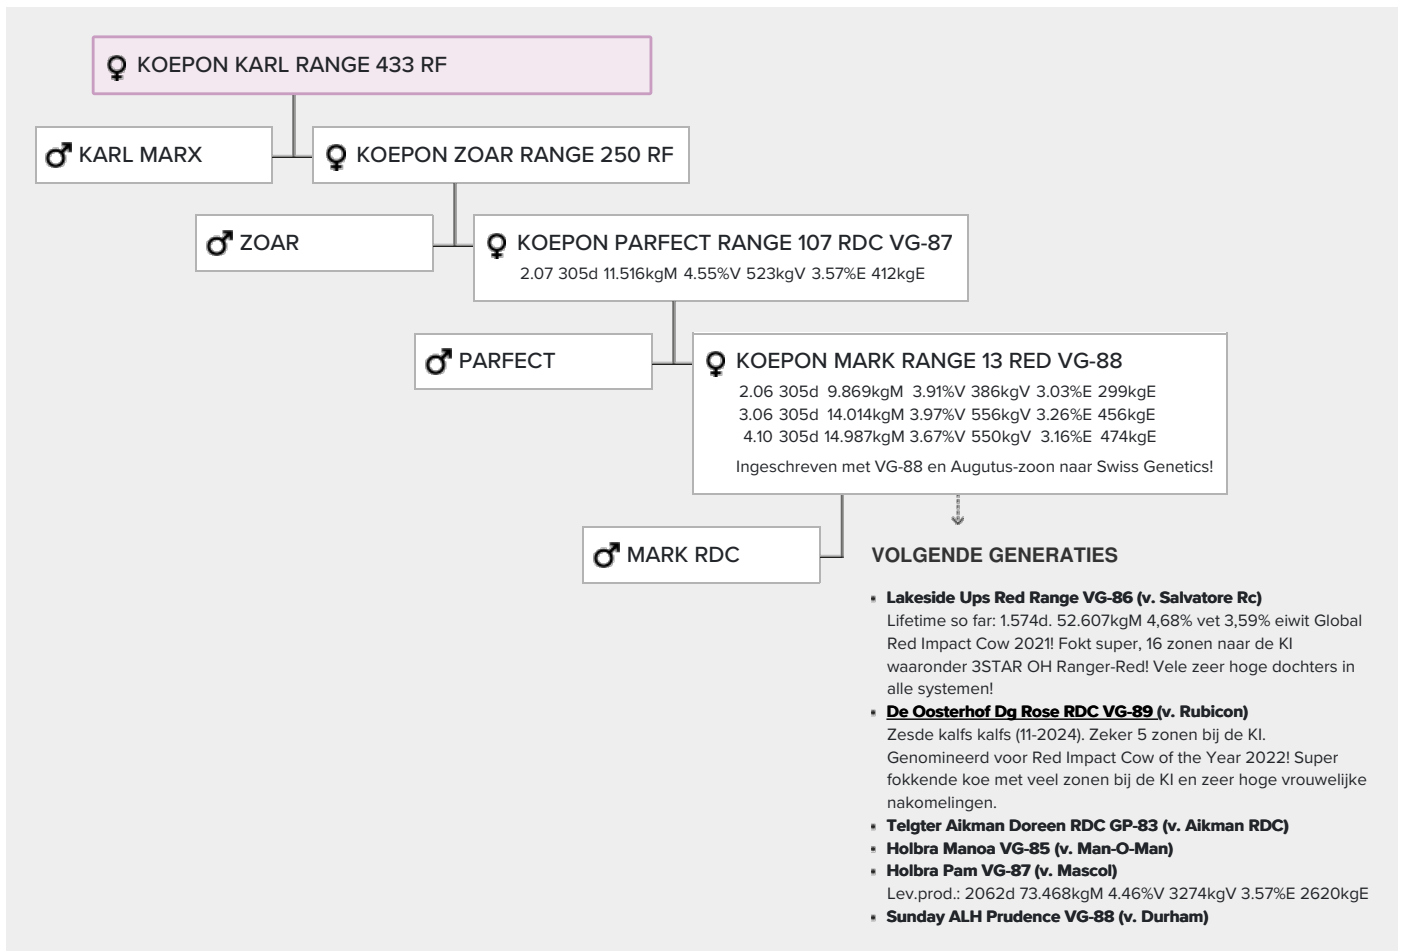 KOEPON KARL RANGE 433 RF
KARL MARX
KOEPON ZOAR RANGE 250 RF
ZOAR
KOEPON PARFECT RANGE 107 RDC VG-87
2.07 305d 11.516kgM 4.55%V 523kgV 3.57%E 412kgE
PARFECT
KOEPON MARK RANGE 13 RED VG-88
2.06 305d 9.869kgM 3.91%V 386kgV 3.03%E 299kgE
3.06 305d 14.014kgM 3.97%V 556kgV 3.26%E 456kgE
4.10 305d 14.987kgM 3.67%V 550kgV 3.16%E 474kgE
Ingeschreven met VG-88 en Augutus-zoon naar Swiss Genetics!
MARK RDC
VOLGENDE GENERATIES
Lakeside Ups Red Range VG-86 (v. Salvatore Rc)
Lifetime so far: 1.574d. 52.607kgM 4,68% vet 3,59% eiwit Global
Red Impact Cow 2021! Fokt super, 16 zonen naar de KI
waaronder 3STAR OH Ranger-Red! Vele zeer hoge dochters in
alle systemen!
De Oosterhof Dg Rose RDC VG-89 (v. Rubicon)
Zesde kalfs kalfs (11-2024). Zeker 5 zonen bij de KI.
Genomineerd voor Red Impact Cow of the Year 2022! Super
fokkende koe met veel zonen bij de KI en zeer hoge vrouwelijke
nakomelingen.
Telgter Aikman Doreen RDC GP-83 (v. Aikman RDC)
Holbra Manoa VG-85 (v. Man-O-Man)
Holbra Pam VG-87 (v. Mascol)
Lev.prod.: 2062d 73.468kgM 4.46%V 3274kgV 3.57%E 2620kgE
Sunday ALH Prudence VG-88 (v. Durham)